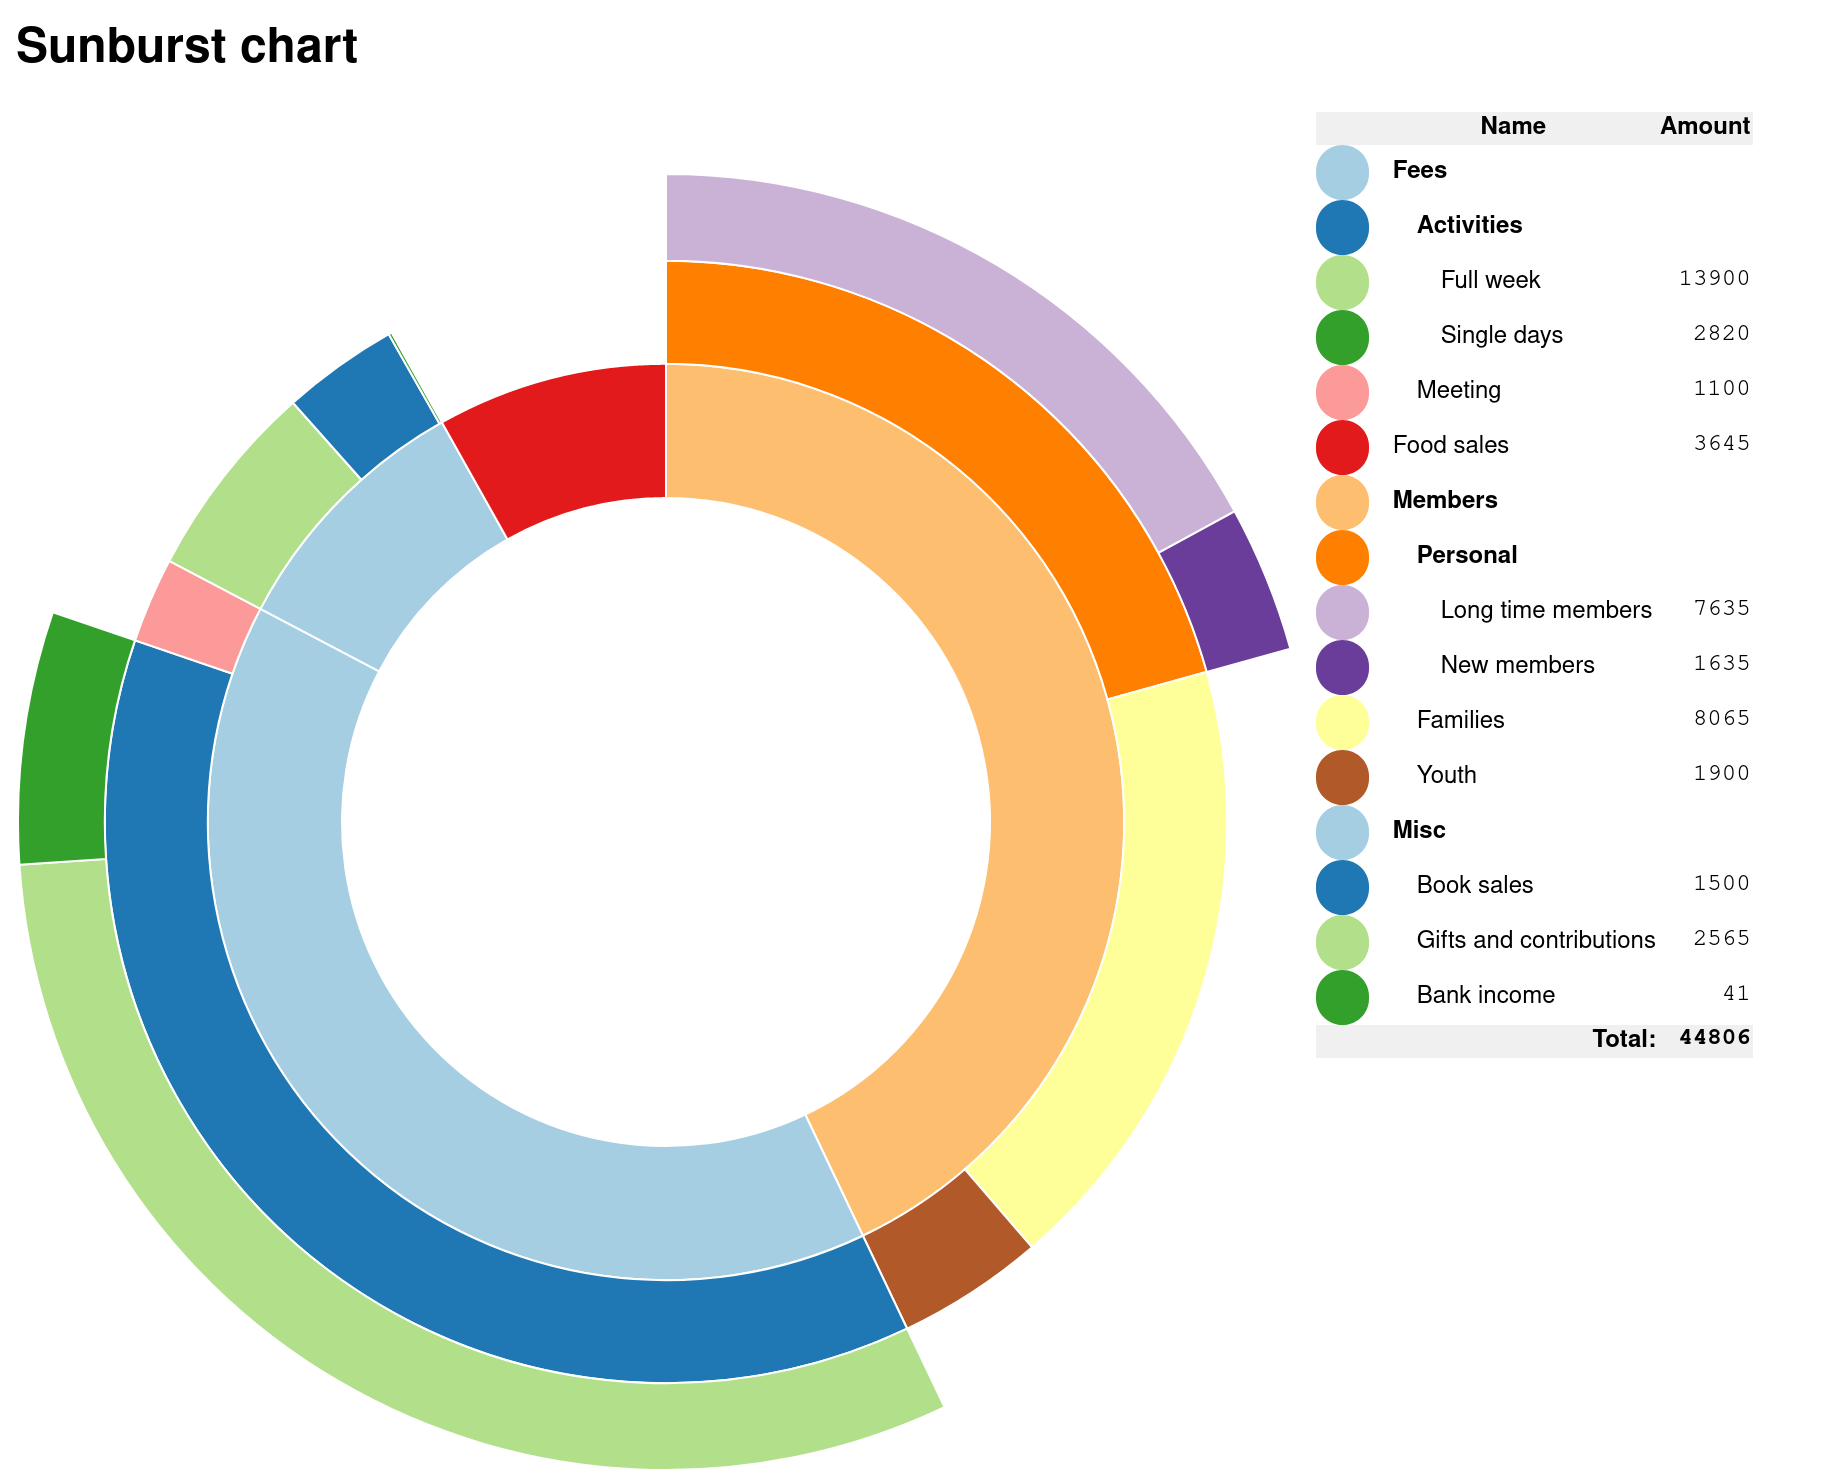 Sunburst chart
Name Amount
Fees
Activities
Full week 13900
Single days 2820
Meeting 1100
Food sales 3645
Members
Personal
Long time members 7635
New members 1635
Families 8065
Youth 1900
Misc
Book sales 1500
Gifts and contributions 2565
Bank income 41
Total: 44806